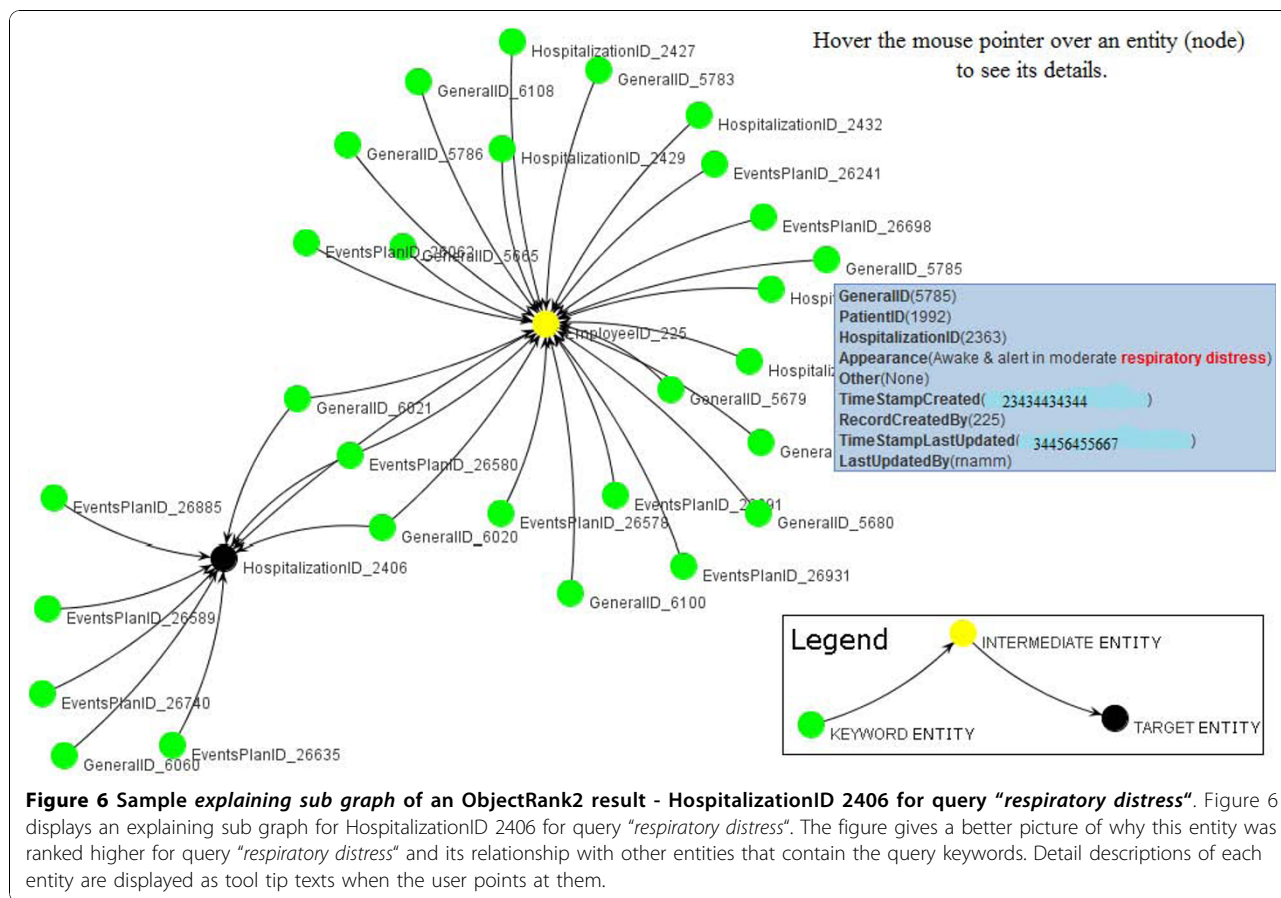 Hover the mouse pointer over an entity (node)
to see its details.
HospitalizationID_2427
GeneralID_5783
GeneralID_6108
HospitalizationID_2432
GeneralID_5786
HospitalizationID_2429
EventsPlanID_26241
EventsPlanID_26698
EventsPlanID_26062
GeneralID_5665
GeneralID_5785
EmployeeID_225
GeneralID(5785)
PatientID(1992)
HospitalizationID(2363)
Appearance(Awake & alert in moderate respiratory distress)
Other(None)
TimeStampCreated( 23434434344 )
RecordCreatedBy(225)
TimeStampLastUpdated( 34456455667 )
LastUpdatedBy(mamm)
GeneralID_5679
GeneralID_6021
EventsPlanID_26580
EventsPlanID_26885
EventsPlanID_26578
GeneralID_5680
GeneralID_6020
HospitalizationID_2406
EventsPlanID_26931
GeneralID_6100
EventsPlanID_26589
EventsPlanID_26740
GeneralID_6060
EventsPlanID_26635
Legend
INTERMEDIATE ENTITY
KEYWORD ENTITY
TARGET ENTITY
Figure 6 Sample explaining sub graph of an ObjectRank2 result - HospitalizationID 2406 for query “respiratory distress“. Figure 6
displays an explaining sub graph for HospitalizationID 2406 for query “respiratory distress“. The figure gives a better picture of why this entity was
ranked higher for query “respiratory distress“ and its relationship with other entities that contain the query keywords. Detail descriptions of each
entity are displayed as tool tip texts when the user points at them.